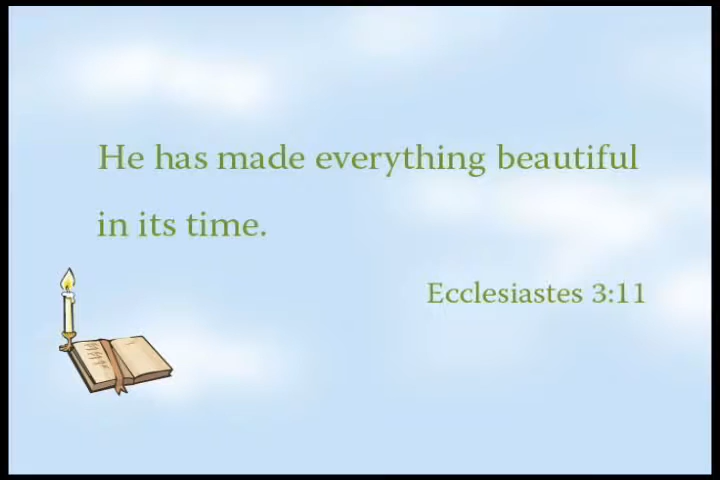 He has made everything beautiful
in its time.
Ecclesiastes 3:11